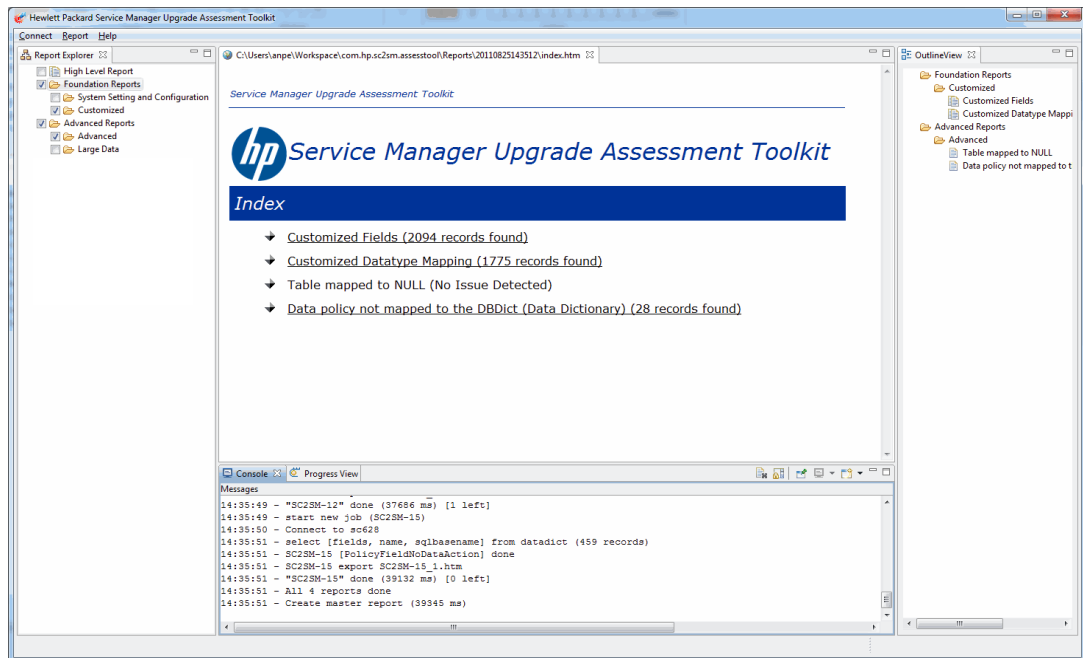 Hewlett Packard Service Manager Upgrade Assessment Toolkit
Connect Report Help
Report Explorer
High Level Report
Foundation Reports
System Setting and Configuration
Customized
Advanced Reports
Advanced
Large Data
C:\Users\anpe\Workspace\com.hp.sc2sm.assesstool\Reports\20110825143512\index.htm
Service Manager Upgrade Assessment Toolkit
hp Service Manager Upgrade Assessment Toolkit
Index
Customized Fields (2094 records found)
Customized Datatype Mapping (1775 records found)
Table mapped to NULL (No Issue Detected)
Data policy not mapped to the DBDict (Data Dictionary) (28 records found)
Console Progress View
Messages
14:35:49 - "SC2SM-12" done (37686 ms) [1 left]
14:35:49 - start new job (SC2SM-15)
14:35:50 - Connect to sc628
14:35:51 - select [fields, name, sqlbasename] from datadict (459 records)
14:35:51 - SC2SM-15 [PolicyFieldNoDataAction] done
14:35:51 - SC2SM-15 export SC2SM-15_1.htm
14:35:51 - "SC2SM-15" done (39132 ms) [0 left]
14:35:51 - All 4 reports done
14:35:51 - Create master report (39345 ms)
OutlineView
Foundation Reports
Customized
Customized Fields
Customized Datatype Mappi
Advanced Reports
Advanced
Table mapped to NULL
Data policy not mapped to t